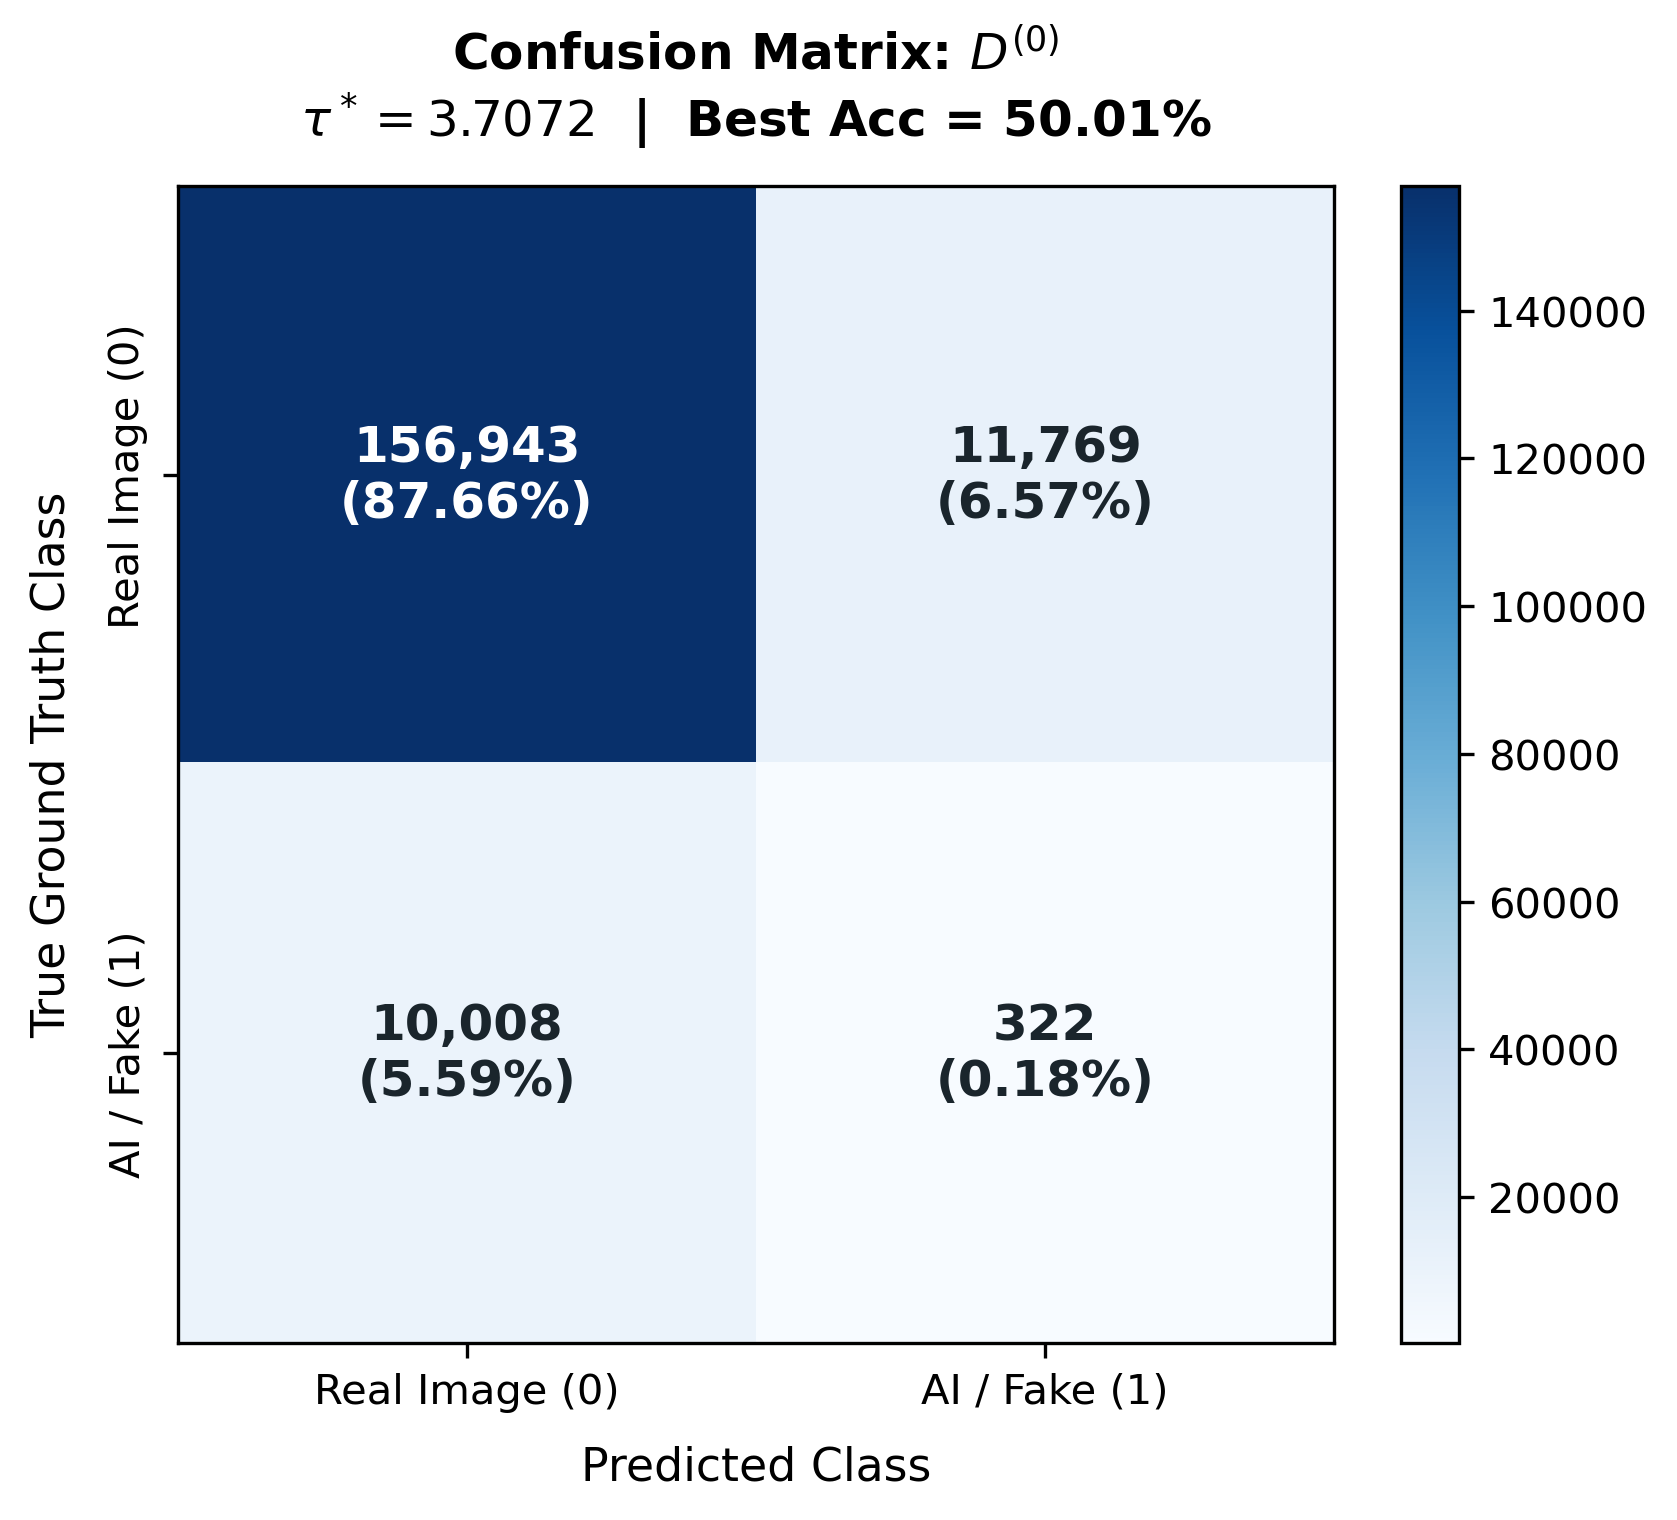 Confusion Matrix: D^(0)
τ* = 3.7072 | Best Acc = 50.01%
True Ground Truth Class
Real Image (0)
AI / Fake (1)
156,943
(87.66%)
11,769
(6.57%)
10,008
(5.59%)
322
(0.18%)
Real Image (0)
AI / Fake (1)
Predicted Class
140000
120000
100000
80000
60000
40000
20000